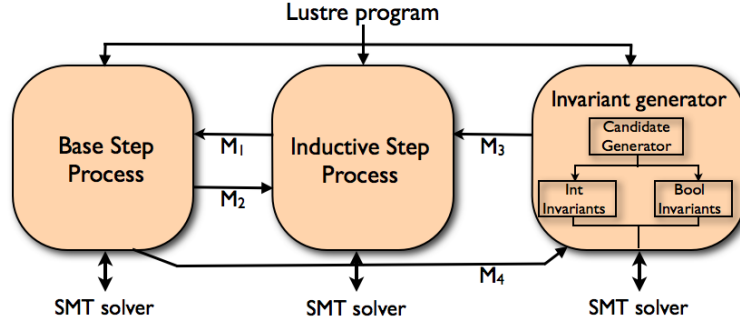 Lustre program
Base Step
Process
M1
M2
Inductive Step
Process
M3
Invariant generator
Candidate
Generator
Int
Invariants
Bool
Invariants
M4
SMT solver
SMT solver
SMT solver